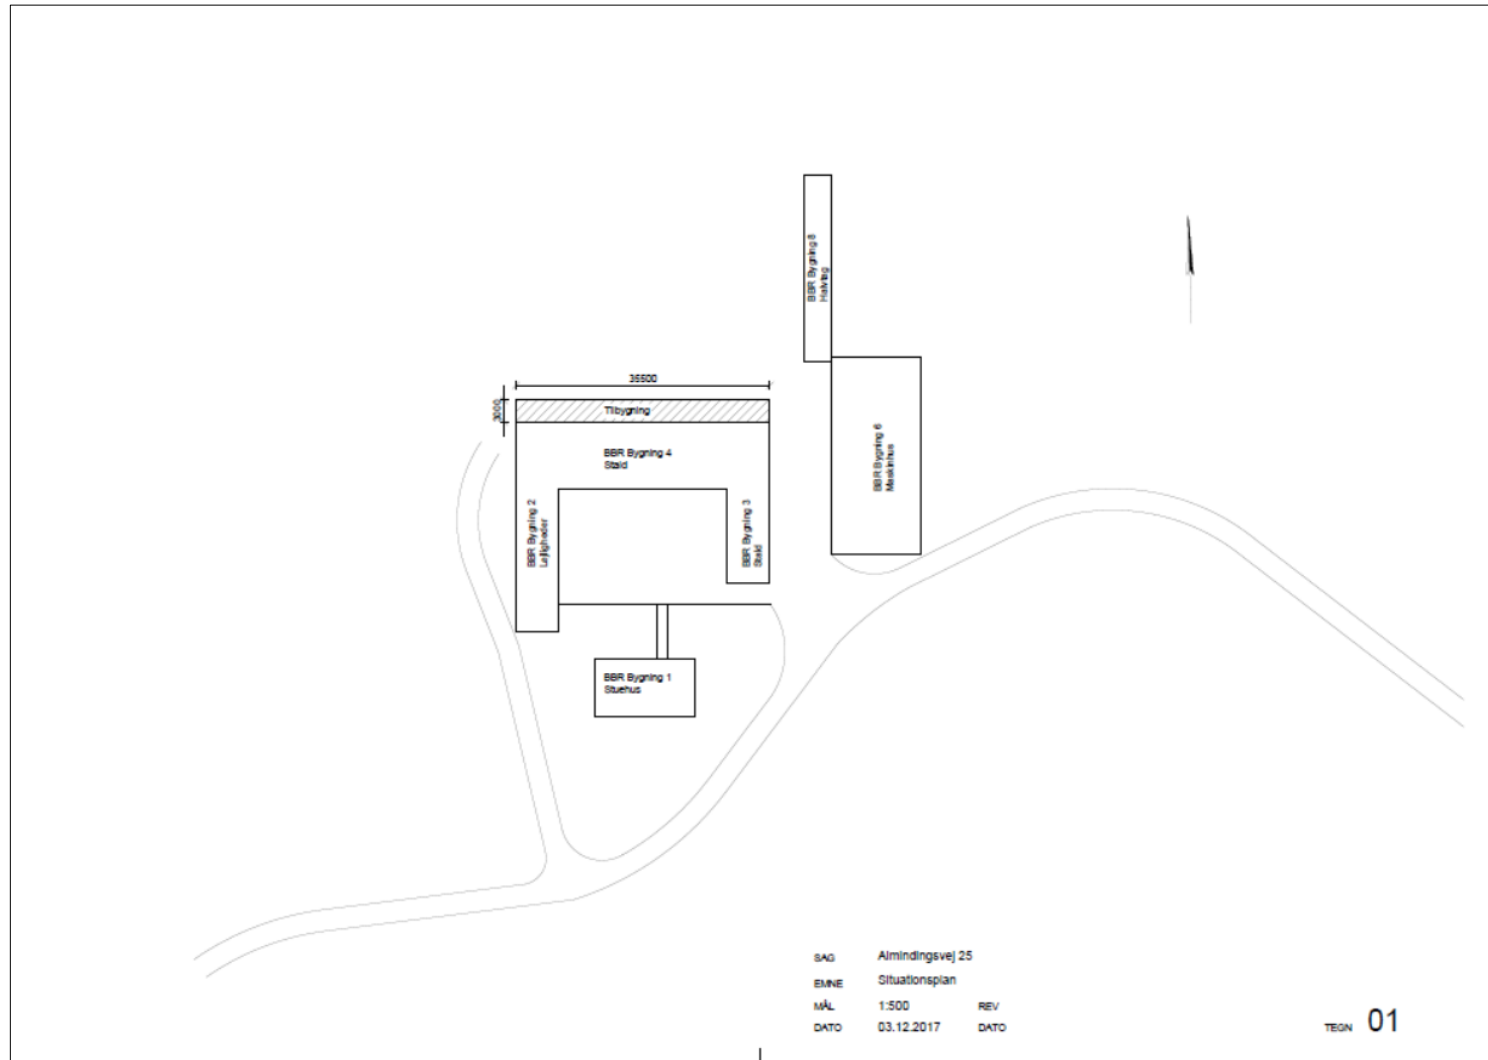 BBR Bygning 8
Halvtag
35500
3000
Tilbygning
BBR Bygning 4
Stald
BBR Bygning 6
Maskinhus
BBR Bygning 2
Lejligheder
BBR Bygning 3
Stald
BBR Bygning 1
Stuehus
SAG Almindingsvej 25
EMNE Situationsplan
MÅL 1:500 REV
DATO 03.12.2017 DATO
TEGN 01